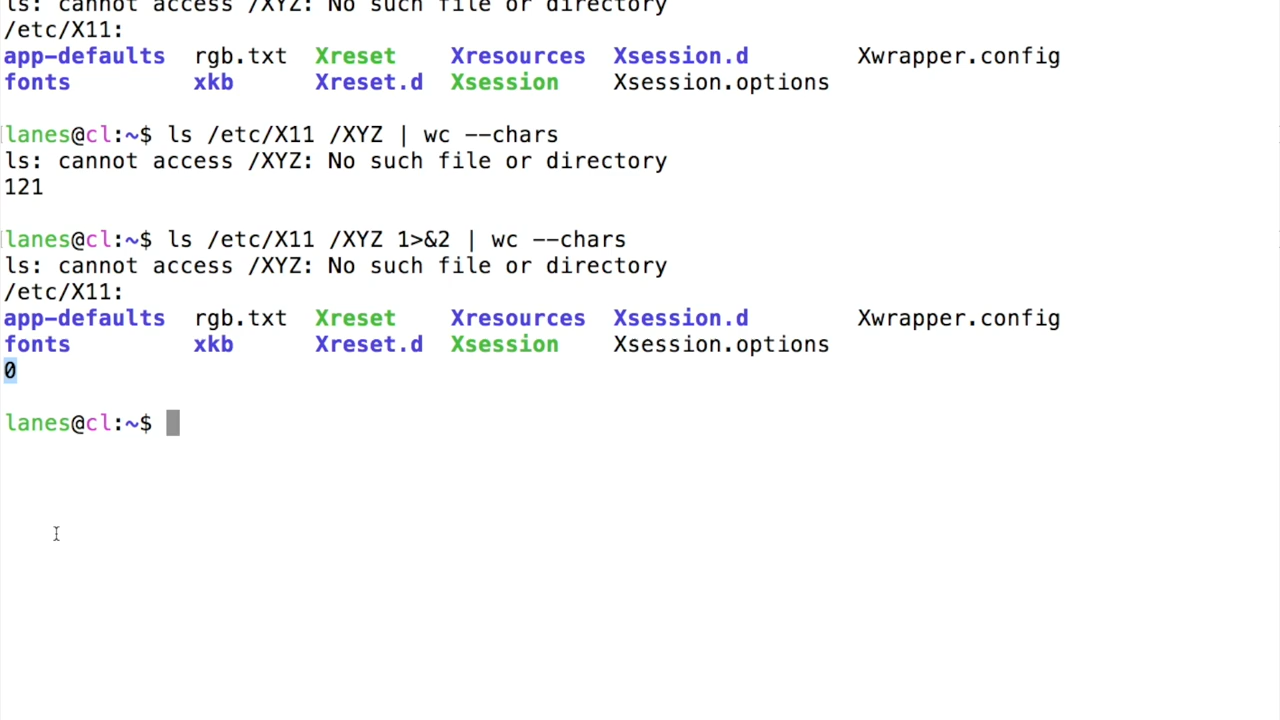 ls: cannot access /XYZ: No such file or directory
/etc/X11:
app-defaults  rgb.txt  Xreset    Xresources  Xsession.d        Xwrapper.config
fonts         xkb      Xreset.d  Xsession    Xsession.options
lanes@cl:~$ ls /etc/X11 /XYZ | wc --chars
ls: cannot access /XYZ: No such file or directory
121
lanes@cl:~$ ls /etc/X11 /XYZ 1>&2 | wc --chars
ls: cannot access /XYZ: No such file or directory
/etc/X11:
app-defaults  rgb.txt  Xreset    Xresources  Xsession.d        Xwrapper.config
fonts         xkb      Xreset.d  Xsession    Xsession.options
0
lanes@cl:~$